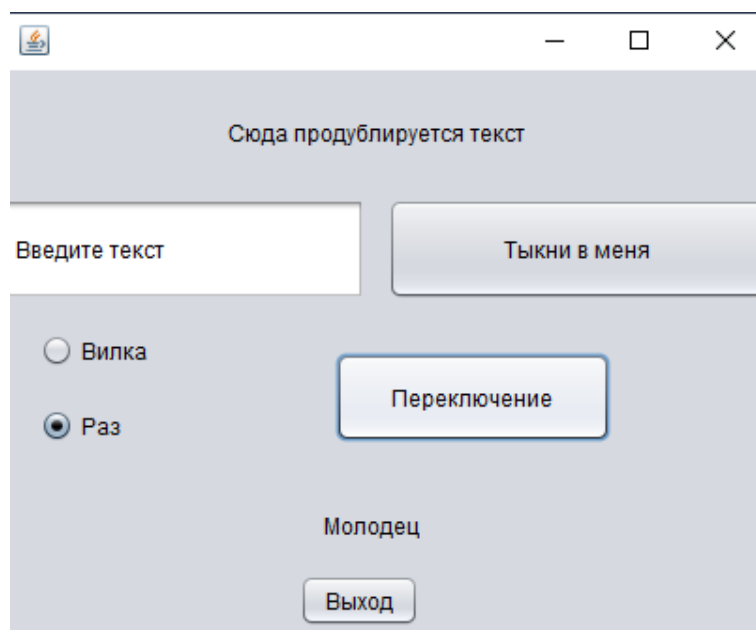 Сюда продублируется текст
Введите текст
Тыкни в меня
Вилка
Переключение
Раз
Молодец
Выход